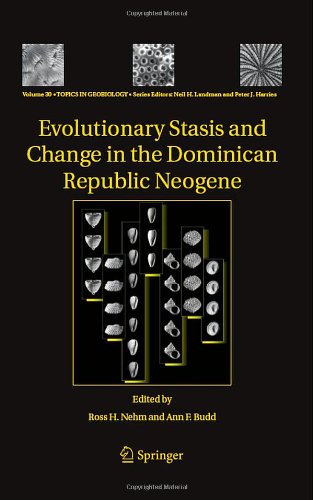 Volume 30 • TOPICS IN GEOBIOLOGY • Series Editors: Neil H. Landman and Peter J. Harries
Evolutionary Stasis and
Change in the Dominican
Republic Neogene
Edited by
Ross H. Nehm and Ann F. Budd
Springer